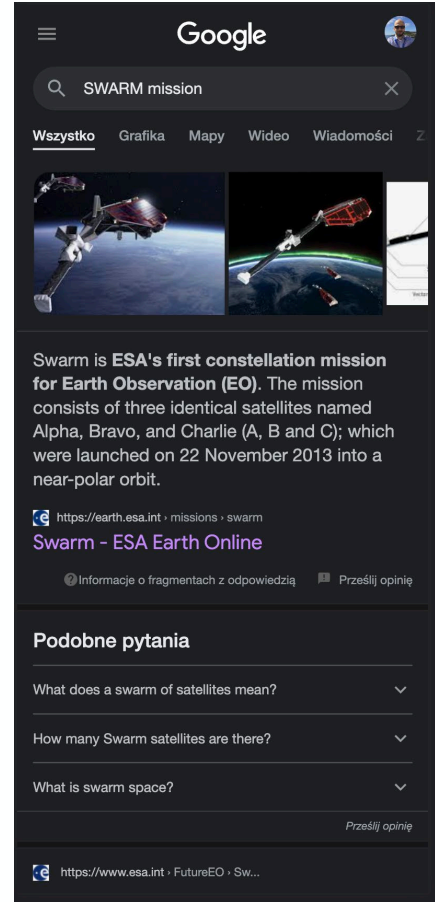 Google
SWARM mission
Wszystko Grafika Mapy Wideo Wiadomości
Swarm is ESA's first constellation mission
for Earth Observation (EO). The mission
consists of three identical satellites named
Alpha, Bravo, and Charlie (A, B and C); which
were launched on 22 November 2013 into a
near-polar orbit.
https://earth.esa.int › missions › swarm
Swarm - ESA Earth Online
Informacje o fragmentach z odpowiedzią Prześlij opinię
Podobne pytania
What does a swarm of satellites mean?
How many Swarm satellites are there?
What is swarm space?
Prześlij opinię
https://www.esa.int › FutureEO › Sw...